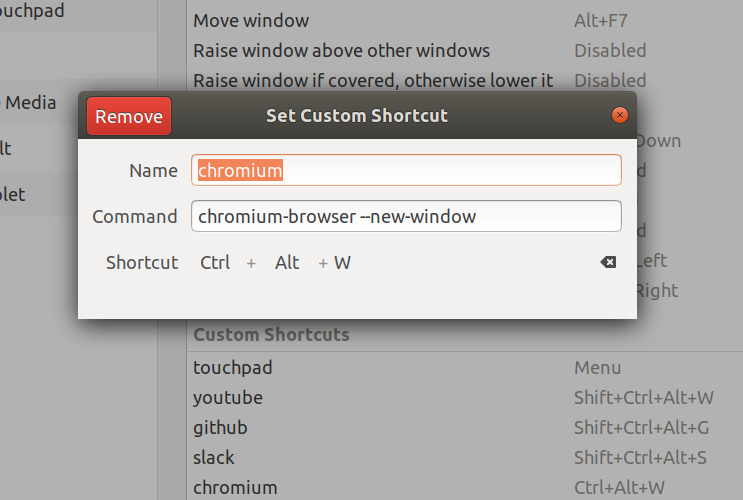 ouchpad
Move window Alt+F7
Raise window above other windows Disabled
Raise window if covered, otherwise lower it Disabled
Media
Remove Set Custom Shortcut
Down
lt
Name chromium
d
let
Command chromium-browser --new-window
d
Shortcut Ctrl + Alt + W
Left
Right
Custom Shortcuts
touchpad Menu
youtube Shift+Ctrl+Alt+W
github Shift+Ctrl+Alt+G
slack Shift+Ctrl+Alt+S
chromium Ctrl+Alt+W